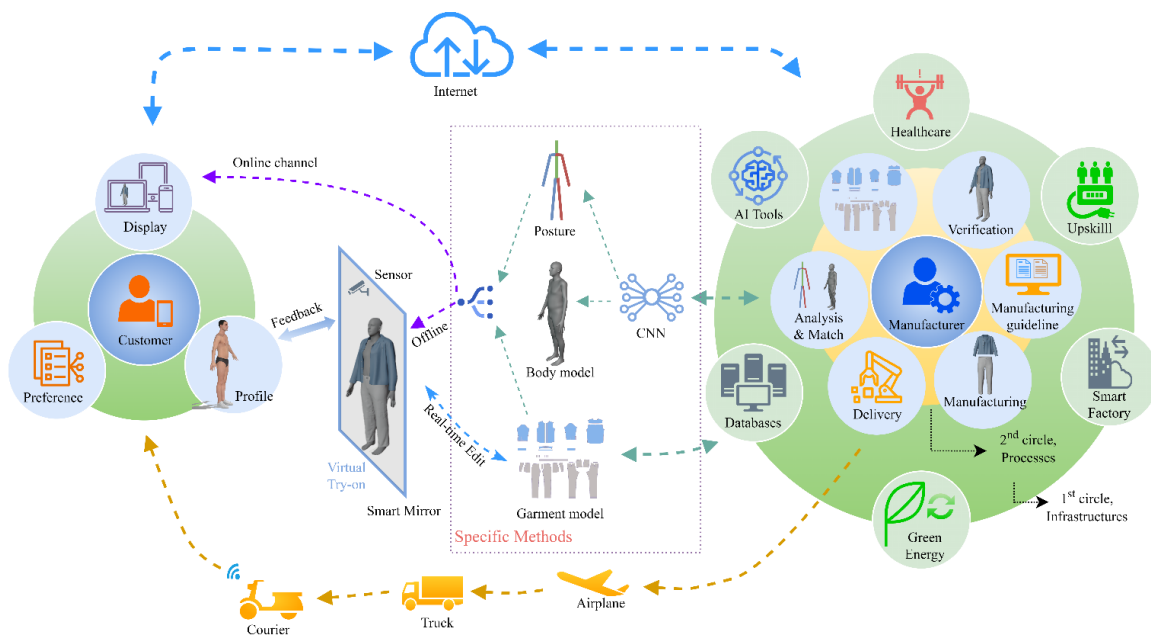 Internet
Healthcare
Online channel
Posture
AI Tools
Verification
Upskilll
Display
Sensor
Feedback
Offline
CNN
Customer
Manufacturer
Analysis
& Match
Manufacturing
guideline
Body model
Preference
Profile
Real-time Edit
Databases
Delivery
Manufacturing
Smart
Factory
Virtual
Try-on
Smart Mirror
Garment model
2nd circle,
Processes
1st circle,
Infrastructures
Specific Methods
Green
Energy
Airplane
Truck
Courier